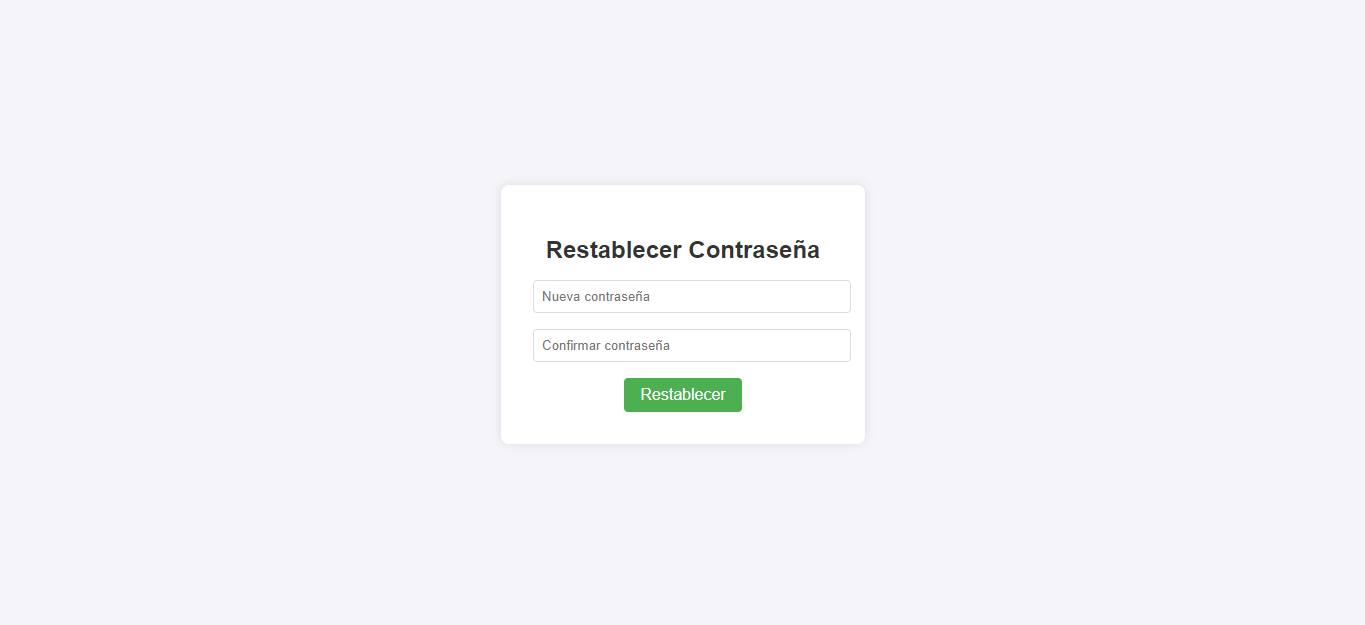 Restablecer Contraseña
Nueva contraseña
Confirmar contraseña
Restablecer